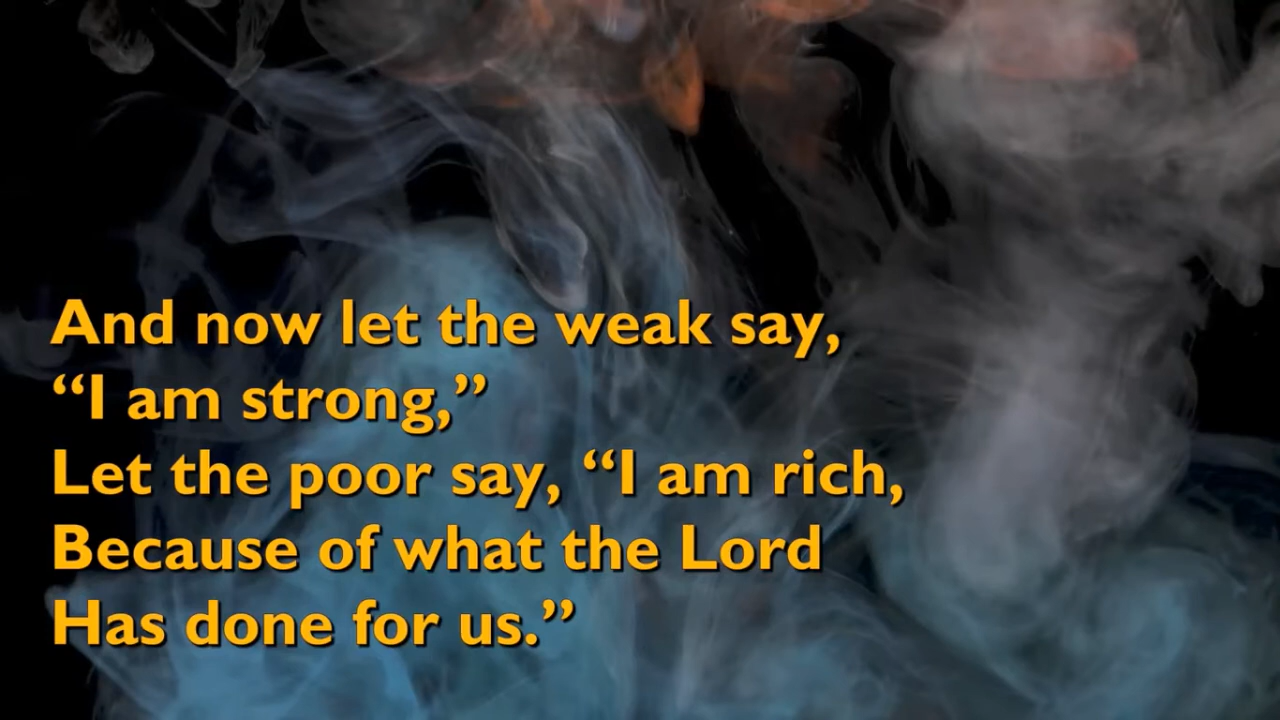 And now let the weak say,
“I am strong,”
Let the poor say, “I am rich,
Because of what the Lord
Has done for us.”